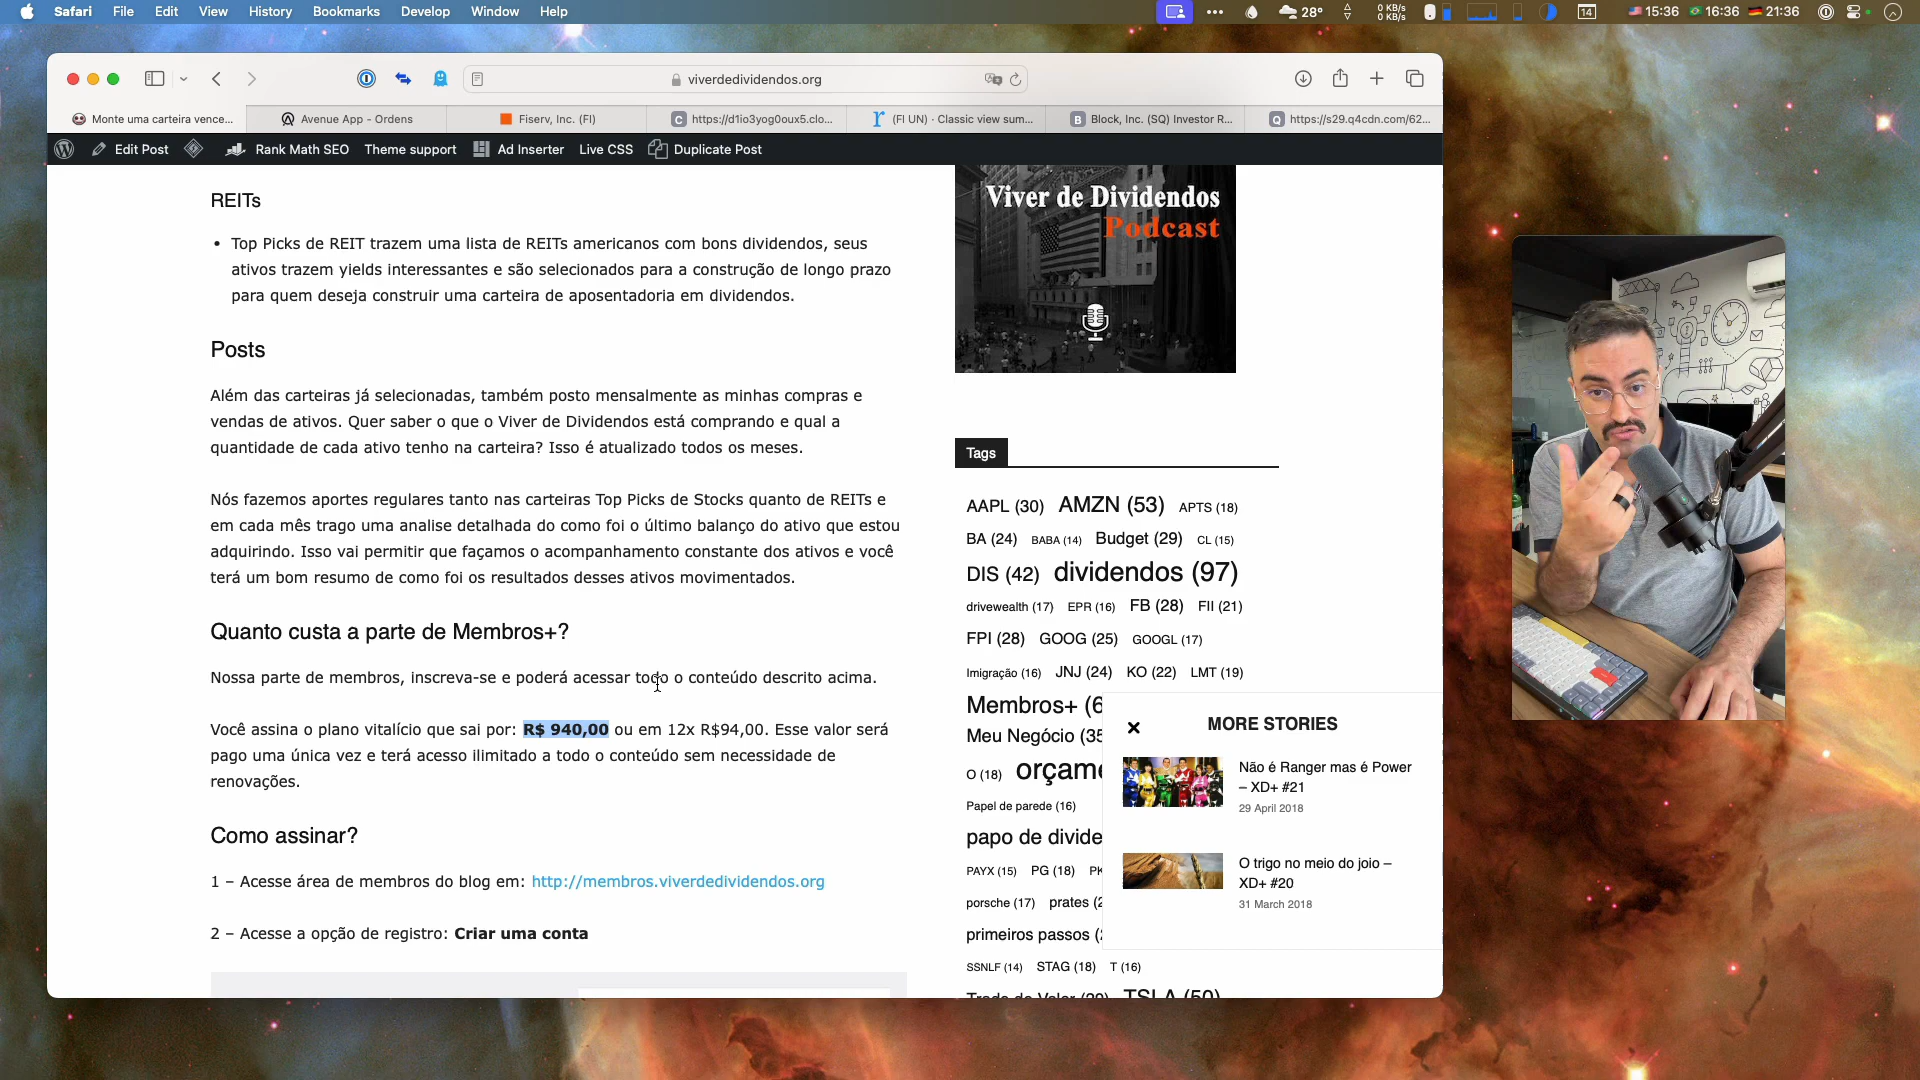 Safari File Edit View History Bookmarks Develop Window Help
28° 0 KB/s 0 KB/s 14 15:36 16:36 21:36
viverdedividendos.org
Monte uma carteira vence... Avenue App - Ordens Fiserv, Inc. (FI) C https://d1io3yog0oux5.clo... (FI UN) · Classic view sum... B Block, Inc. (SQ) Investor R... Q https://s29.q4cdn.com/62...
Edit Post Rank Math SEO Theme support Ad Inserter Live CSS Duplicate Post
REITs
• Top Picks de REIT trazem uma lista de REITs americanos com bons dividendos, seus
ativos trazem yields interessantes e são selecionados para a construção de longo prazo
para quem deseja construir uma carteira de aposentadoria em dividendos.
Posts
Além das carteiras já selecionadas, também posto mensalmente as minhas compras e
vendas de ativos. Quer saber o que o Viver de Dividendos está comprando e qual a
quantidade de cada ativo tenho na carteira? Isso é atualizado todos os meses.
Nós fazemos aportes regulares tanto nas carteiras Top Picks de Stocks quanto de REITs e
em cada mês trago uma analise detalhada do como foi o último balanço do ativo que estou
adquirindo. Isso vai permitir que façamos o acompanhamento constante dos ativos e você
terá um bom resumo de como foi os resultados desses ativos movimentados.
Quanto custa a parte de Membros+?
Nossa parte de membros, inscreva-se e poderá acessar todo o conteúdo descrito acima.
Você assina o plano vitalício que sai por: R$ 940,00 ou em 12x R$94,00. Esse valor será
pago uma única vez e terá acesso ilimitado a todo o conteúdo sem necessidade de
renovações.
Como assinar?
1 – Acesse área de membros do blog em: http://membros.viverdedividendos.org
2 – Acesse a opção de registro: Criar uma conta
Viver de Dividendos
Podcast
Tags
AAPL (30) AMZN (53) APTS (18)
BA (24) BABA (14) Budget (29) CL (15)
DIS (42) dividendos (97)
drivewealth (17) EPR (16) FB (28) FII (21)
FPI (28) GOOG (25) GOOGL (17)
Imigração (16) JNJ (24) KO (22) LMT (19)
Membros+ (6
Meu Negócio (35
O (18) orçame
Papel de parede (16)
papo de divide
PAYX (15) PG (18) PK
porsche (17) prates (2
primeiros passos (
SSNLF (14) STAG (18) T (16)
TSLA (50)
MORE STORIES
Não é Ranger mas é Power
– XD+ #21
29 April 2018
O trigo no meio do joio –
XD+ #20
31 March 2018